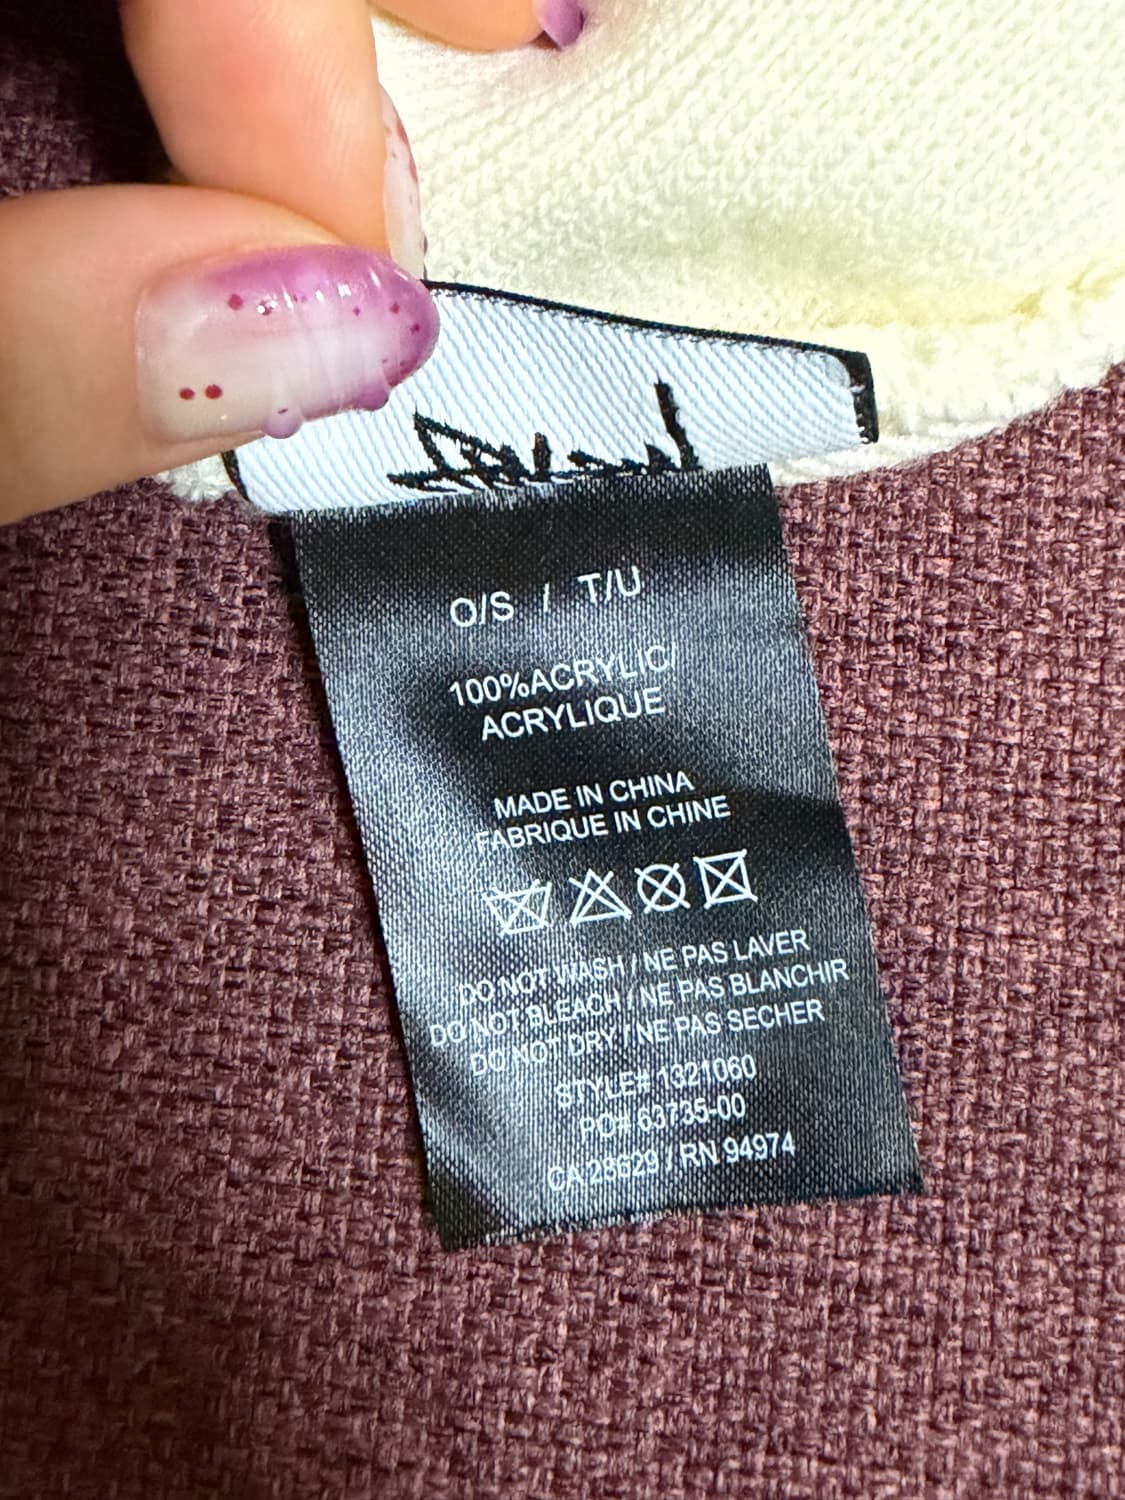 O/S / T/U
100%ACRYLIC/
ACRYLIQUE
MADE IN CHINA
FABRIQUE IN CHINE
DO NOT WASH / NE PAS LAVER
DO NOT BLEACH / NE PAS BLANCHIR
DO NOT DRY / NE PAS SECHER
STYLE# 1321060
PO# 63735-00
CA 28629 / RN 94974